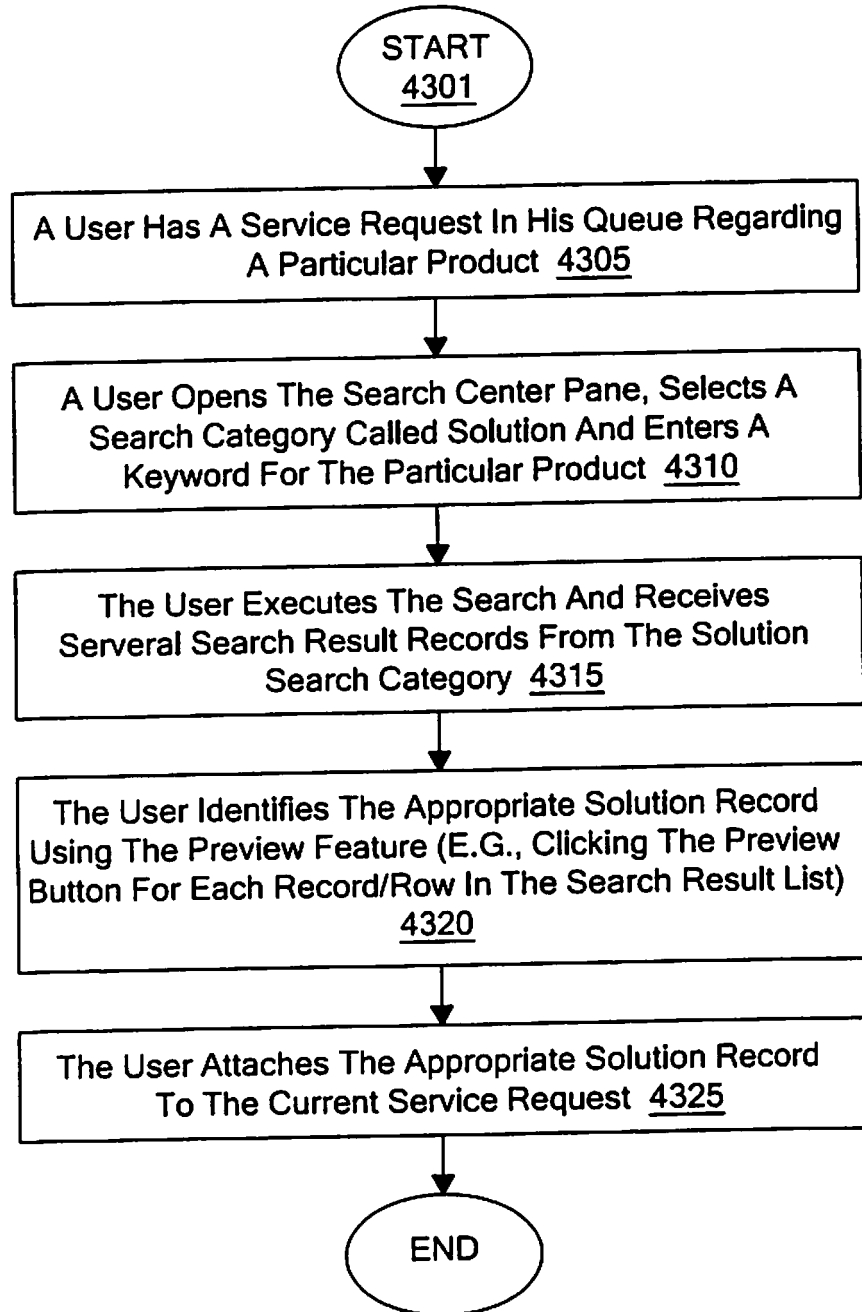 START
4301
A User Has A Service Request In His Queue Regarding
A Particular Product 4305
A User Opens The Search Center Pane, Selects A
Search Category Called Solution And Enters A
Keyword For The Particular Product 4310
The User Executes The Search And Receives
Serveral Search Result Records From The Solution
Search Category 4315
The User Identifies The Appropriate Solution Record
Using The Preview Feature (E.G., Clicking The Preview
Button For Each Record/Row In The Search Result List)
4320
The User Attaches The Appropriate Solution Record
To The Current Service Request 4325
END